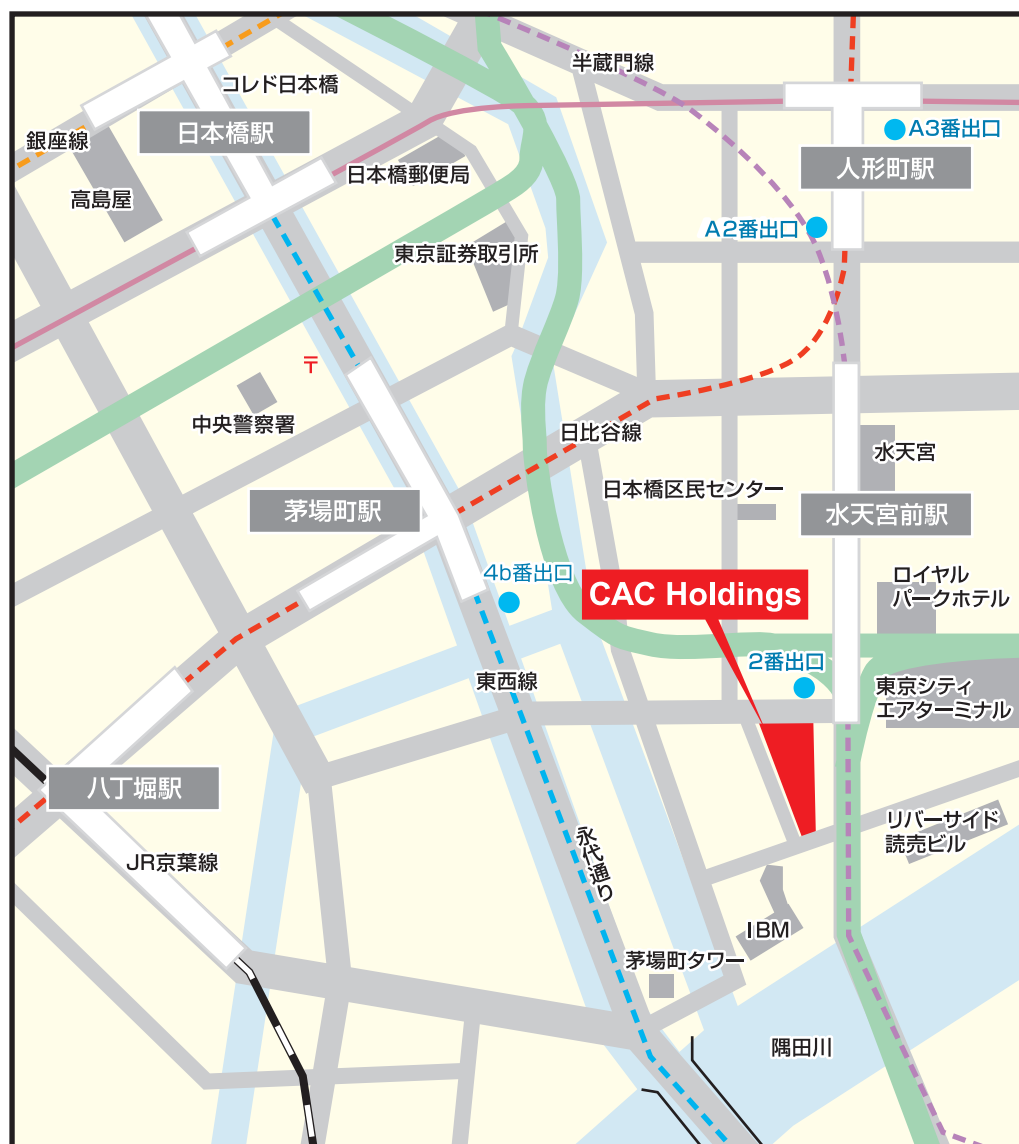 半蔵門線
コレド日本橋
日本橋駅
銀座線
A3番出口
人形町駅
日本橋郵便局
高島屋
A2番出口
東京証券取引所
〒
中央警察署
日比谷線
水天宮
日本橋区民センター
茅場町駅
水天宮前駅
4b番出口
CAC Holdings
ロイヤル
パークホテル
2番出口
東西線
東京シティ
エアターミナル
八丁堀駅
リバーサイド
読売ビル
JR京葉線
永代通り
IBM
茅場町タワー
隅田川